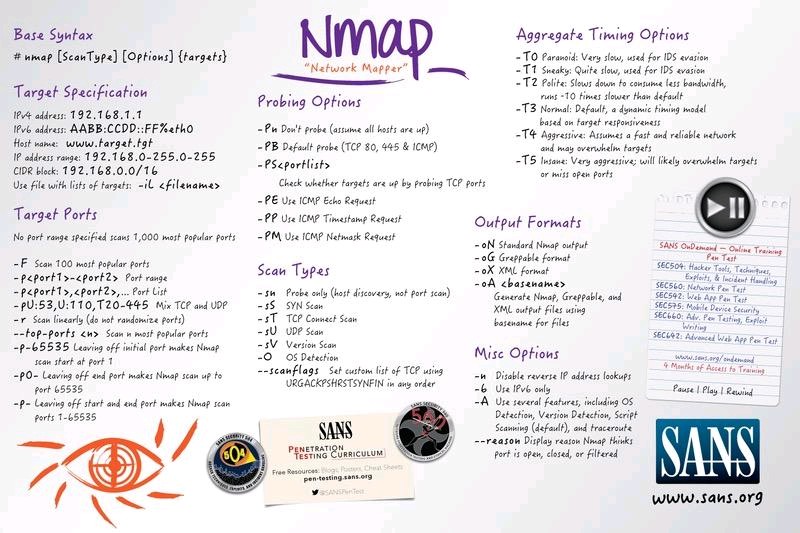 Nmap
"Network Mapper"
Base Syntax
# nmap [ScanType] [Options] {targets}
Target Specification
IPv4 address: 192.168.1.1
IPv6 address: AABB:CCDD::FF%eth0
Host name: www.target.tgt
IP address range: 192.168.0-255.0-255
CIDR block: 192.168.0.0/16
Use file with lists of targets: -iL <filename>
Target Ports
No port range specified scans 1,000 most popular ports
-F Scan 100 most popular ports
-p<port1>-<port2> Port range
-p<port1>,<port2>,... Port List
-pU:53,U:110,T20-445 Mix TCP and UDP
-r Scan linearly (do not randomize ports)
--top-ports <n> Scan n most popular ports
-p-65535 Leaving off initial port makes Nmap
scan start at port 1
-p0- Leaving off end port makes Nmap scan up to
port 65535
-p- Leaving off start and end port makes Nmap scan
ports 1-65535
Probing Options
-Pn Don't probe (assume all hosts are up)
-PB Default probe (TCP 80, 445 & ICMP)
-PS<portlist>
Check whether targets are up by probing TCP ports
-PE Use ICMP Echo Request
-PP Use ICMP Timestamp Request
-PM Use ICMP Netmask Request
Scan Types
-sn Probe only (host discovery, not port scan)
-sS SYN Scan
-sT TCP Connect Scan
-sU UDP Scan
-sV Version Scan
-O OS Detection
--scanflags Set custom list of TCP using
URGACKPSHRSTSYNFIN in any order
Aggregate Timing Options
-T0 Paranoid: Very slow, used for IDS evasion
-T1 Sneaky: Quite slow, used for IDS evasion
-T2 Polite: Slows down to consume less bandwidth,
runs ~10 times slower than default
-T3 Normal: Default, a dynamic timing model
based on target responsiveness
-T4 Aggressive: Assumes a fast and reliable network
and may overwhelm targets
-T5 Insane: Very aggressive; will likely overwhelm targets
or miss open ports
Output Formats
-oN Standard Nmap output
-oG Greppable format
-oX XML format
-oA <basename>
Generate Nmap, Greppable, and
XML output files using
basename for files
Misc Options
-n Disable reverse IP address lookups
-6 Use IPv6 only
-A Use several features, including OS
Detection, Version Detection, Script
Scanning (default), and traceroute
--reason Display reason Nmap thinks
port is open, closed, or filtered
SANS OnDemand – Online Training
Pen Test
SEC504: Hacker Tools, Techniques,
Exploits, & Incident Handling
SEC560: Network Pen Test
SEC542: Web App Pen Test
SEC575: Mobile Device Security
SEC660: Adv. Pen Testing, Exploit
Writing
SEC642: Advanced Web App Pen Test
www.sans.org/ondemand
4 Months of Access to Training
Pause | Play | Rewind
504
560
SANS
PENETRATION
TESTING CURRICULUM
Free Resources: Blogs, Posters, Cheat Sheets
pen-testing.sans.org
@SANSPenTest
SANS
www.sans.org